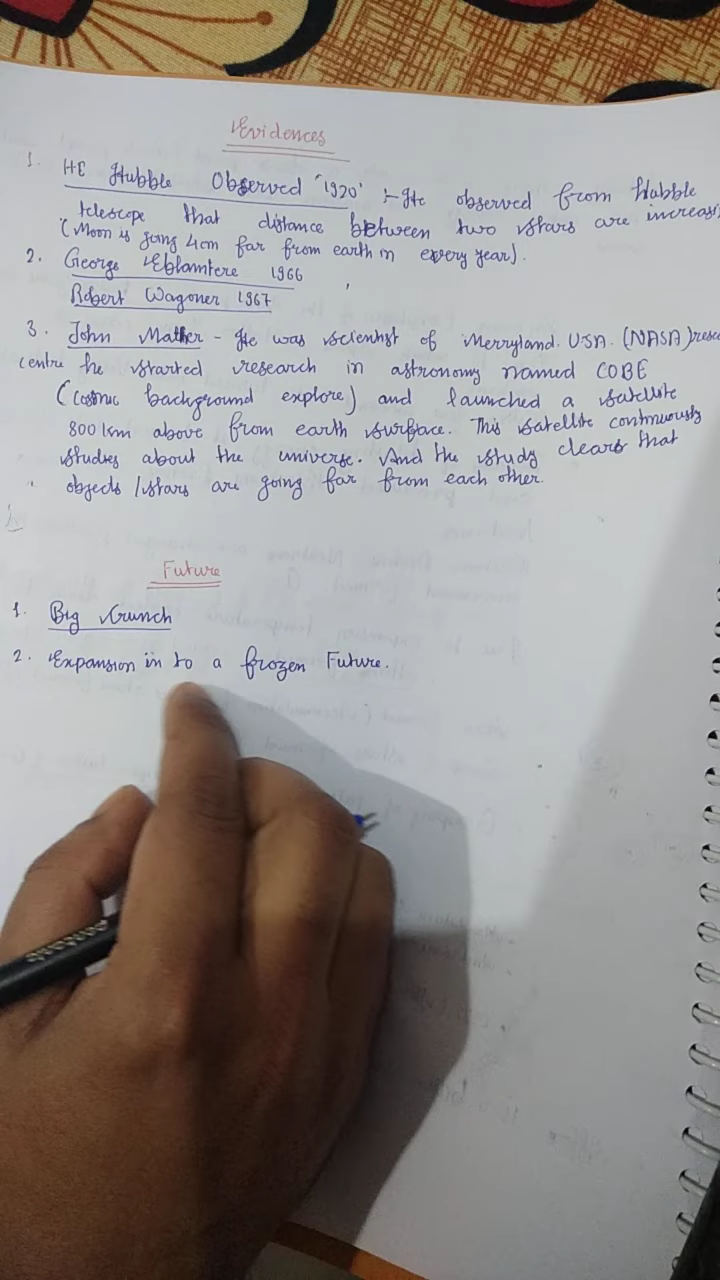 Evidences
1. HE Hubble Observed '1920' :- He observed from Hubble
telescope that distance between two stars are increasi
(Moon is going 4cm far from earth in every year).
2. George Eblamtere 1966
Robert Wagoner 1967
3. John Mather - He was scientist of Merryland. USA. (NASA) rese
centre he started research in astronomy named COBE
(cosmic background explore) and launched a satellite
800 km above from earth surface. This satellite continuously
studies about the universe. And the study clears that
objects /stars are going far from each other.
Future
1. Big Crunch
2. Expansion in to a frozen Future.